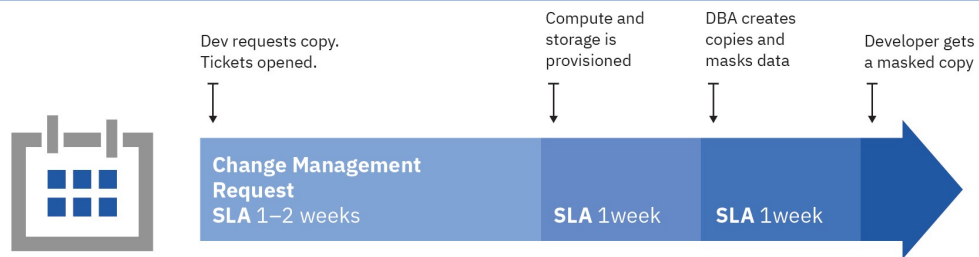 Dev requests copy.
Tickets opened.
Compute and
storage is
provisioned
DBA creates
copies and
masks data
Developer gets
a masked copy
Change Management
Request
SLA 1–2 weeks
SLA 1week
SLA 1week